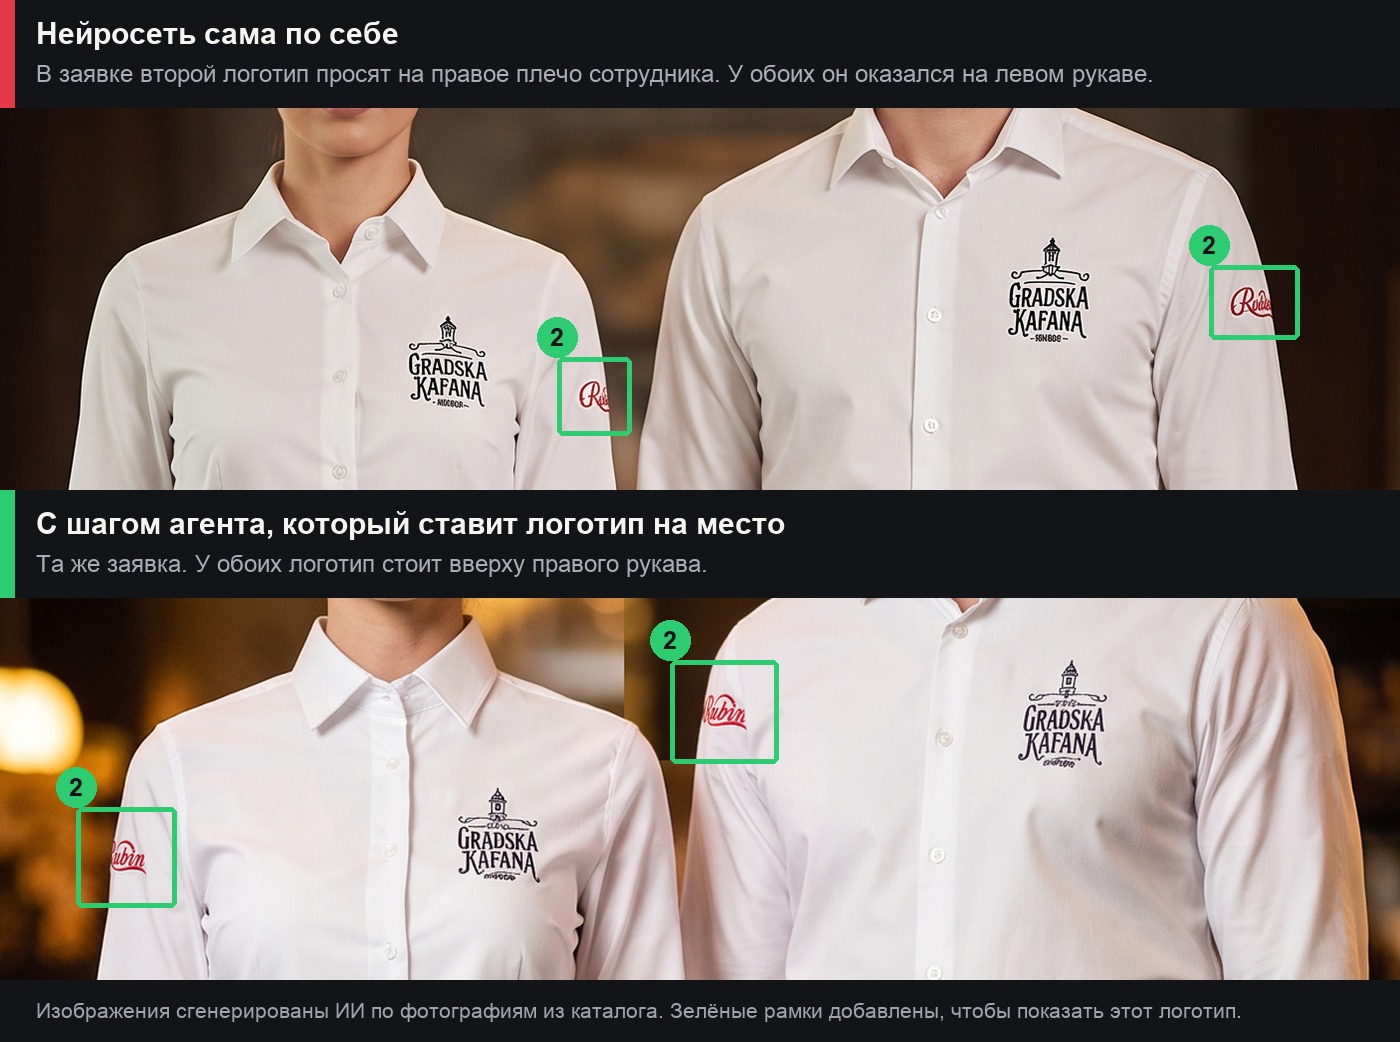 Нейросеть сама по себе
В заявке второй логотип просят на правое плечо сотрудника. У обоих он оказался на левом рукаве.
2
GRADSKA
KAFANA
2
GRADSKA
KAFANA
С шагом агента, который ставит логотип на место
Та же заявка. У обоих логотип стоит вверху правого рукава.
2
Rubin
GRADSKA
KAFANA
2
ubin
GRADSKA
KAFANA
Изображения сгенерированы ИИ по фотографиям из каталога. Зелёные рамки добавлены, чтобы показать этот логотип.